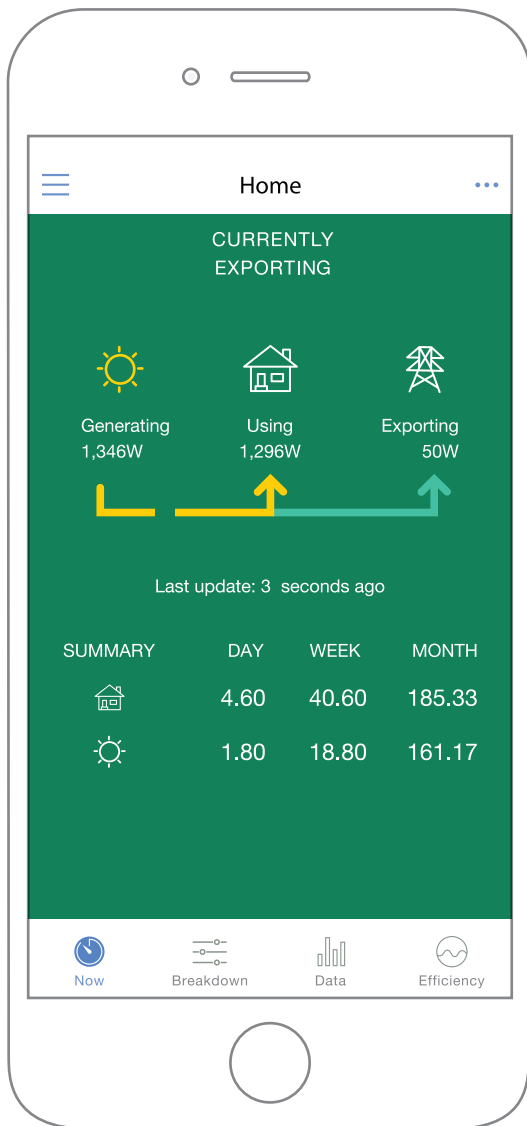 Home
CURRENTLY
EXPORTING
Generating Using Exporting
1,346W 1,296W 50W
Last update: 3 seconds ago
SUMMARY DAY WEEK MONTH
4.60 40.60 185.33
1.80 18.80 161.17
Now Breakdown Data Efficiency